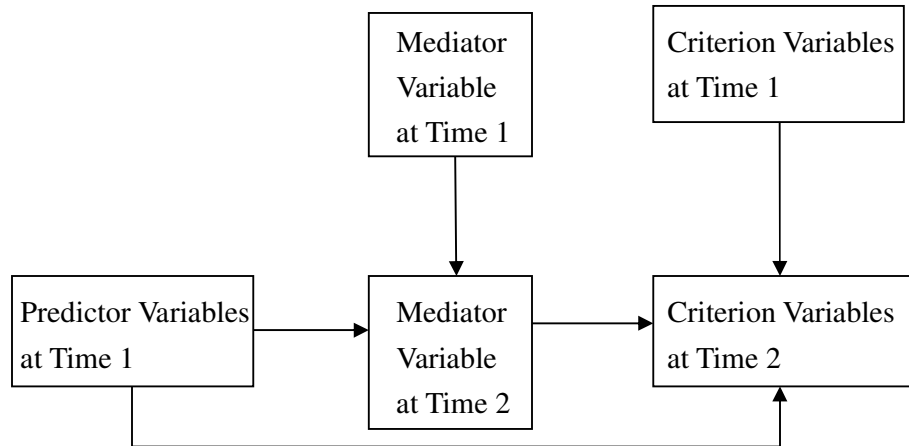 Mediator
Variable
at Time 1
Criterion Variables
at Time 1
Predictor Variables
at Time 1
Mediator
Variable
at Time 2
Criterion Variables
at Time 2